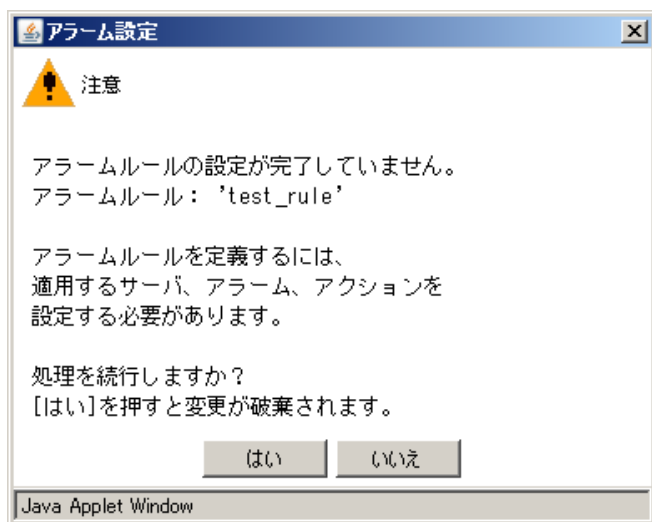 アラーム設定
注意
アラームルールの設定が完了していません。
アラームルール： 'test_rule'
アラームルールを定義するには、
適用するサーバ、アラーム、アクションを
設定する必要があります。
処理を続行しますか？
[はい]を押すと変更が破棄されます。
はい いいえ
Java Applet Window